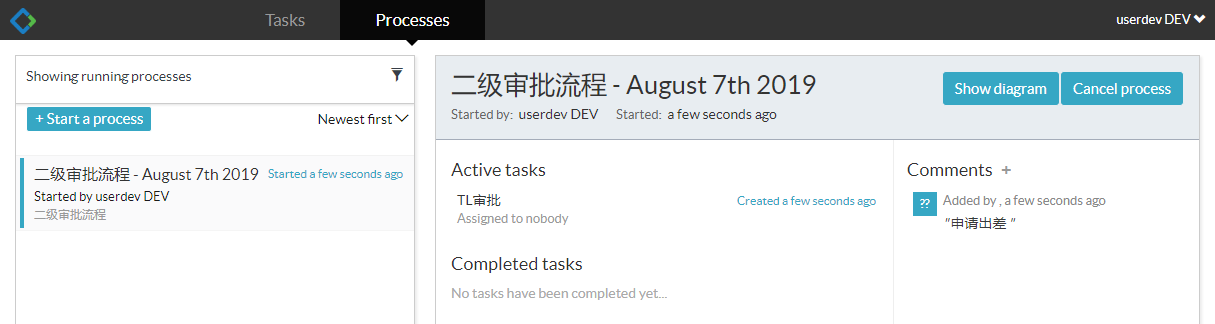 Tasks
Processes
userdev DEV
Showing running processes
+ Start a process
Newest first
二级审批流程 - August 7th 2019
Started a few seconds ago
Started by userdev DEV
二级审批流程
二级审批流程 - August 7th 2019
Show diagram
Cancel process
Started by: userdev DEV
Started: a few seconds ago
Active tasks
TL审批
Created a few seconds ago
Assigned to nobody
Completed tasks
No tasks have been completed yet...
Comments +
??
Added by , a few seconds ago
"申请出差 "